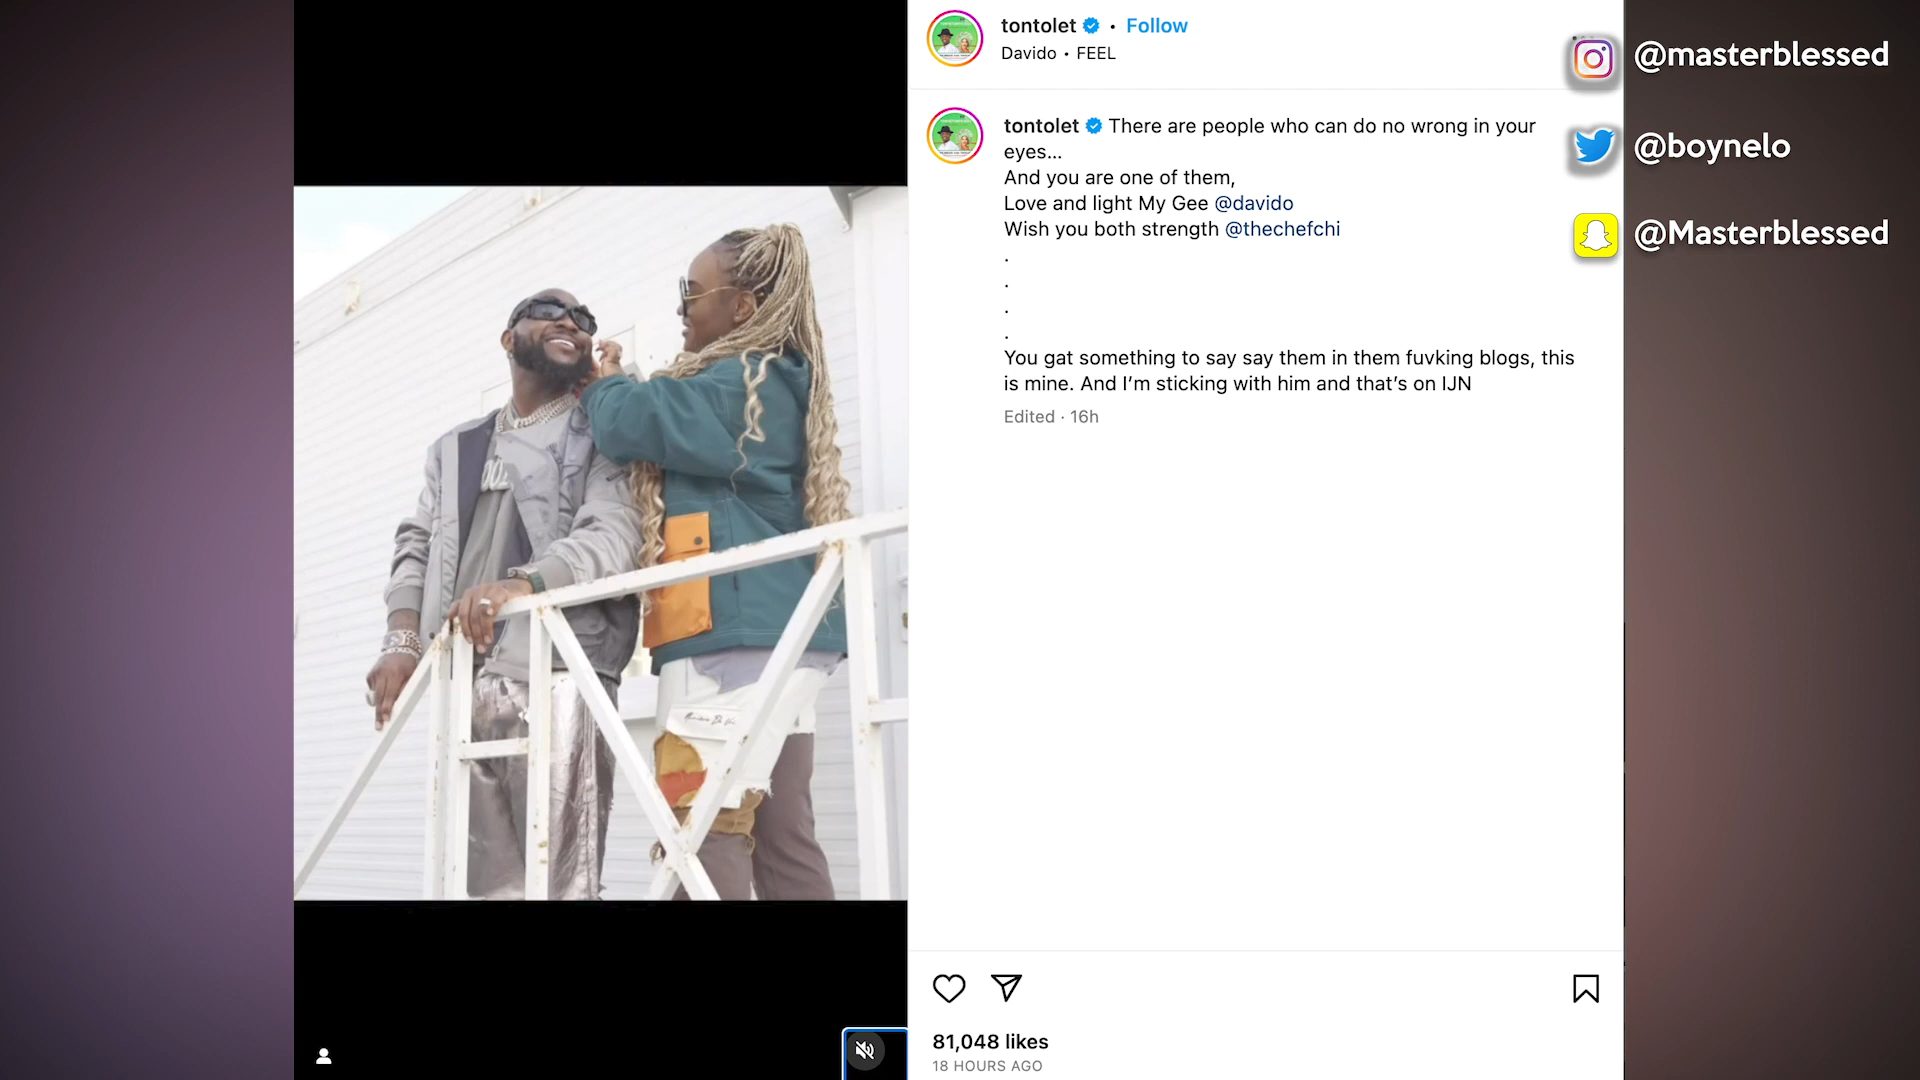 tontolet • Follow
Davido • FEEL
tontolet There are people who can do no wrong in your
eyes...
And you are one of them,
Love and light My Gee @davido
Wish you both strength @thechefchi
.
.
.
.
You gat something to say say them in them fuvking blogs, this
is mine. And I’m sticking with him and that’s on IJN
Edited · 16h
81,048 likes
18 HOURS AGO
@masterblessed
@boynelo
@Masterblessed